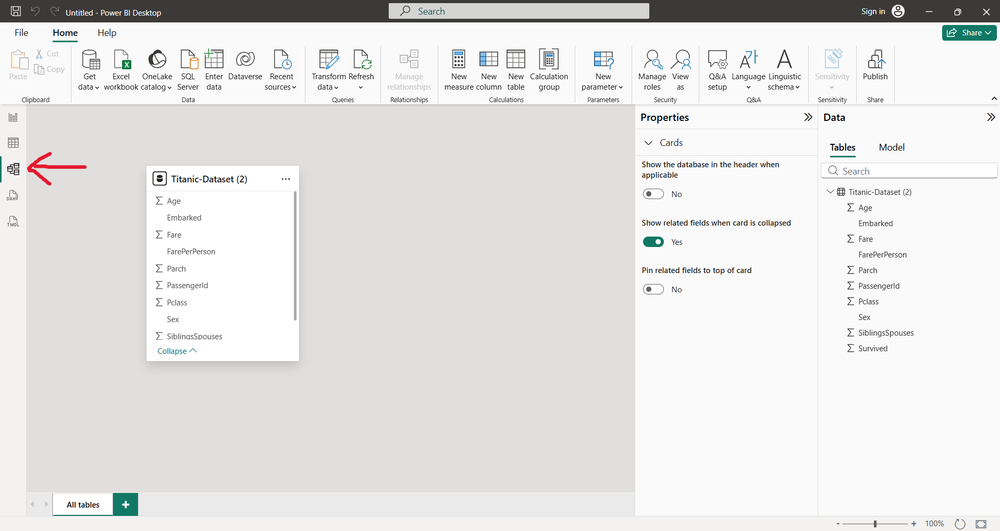 Untitled - Power BI Desktop
Search
Sign in
File
Home
Help
Share
Paste
Cut
Copy
Clipboard
Get data
Excel workbook
OneLake catalog
SQL Server
Enter data
Dataverse
Recent sources
Data
Transform data
Refresh
Queries
Manage relationships
Relationships
New measure
New column
New table
Calculation group
Calculations
New parameter
Parameters
Manage roles
View as
Security
Q&A setup
Language
Linguistic schema
Q&A
Sensitivity
Sensitivity
Publish
Share
DAX
TMDL
Titanic-Dataset (2)
...
Σ Age
Embarked
Σ Fare
FarePerPerson
Σ Parch
Σ PassengerId
Σ Pclass
Sex
Σ SiblingsSpouses
Collapse
All tables
+
Properties
Cards
Show the database in the header when
applicable
No
Show related fields when card is collapsed
Yes
Pin related fields to top of card
No
Data
Tables
Model
Search
Titanic-Dataset (2)
Σ Age
Embarked
Σ Fare
FarePerPerson
Σ Parch
Σ PassengerId
Σ Pclass
Sex
Σ SiblingsSpouses
Σ Survived
- + 100%